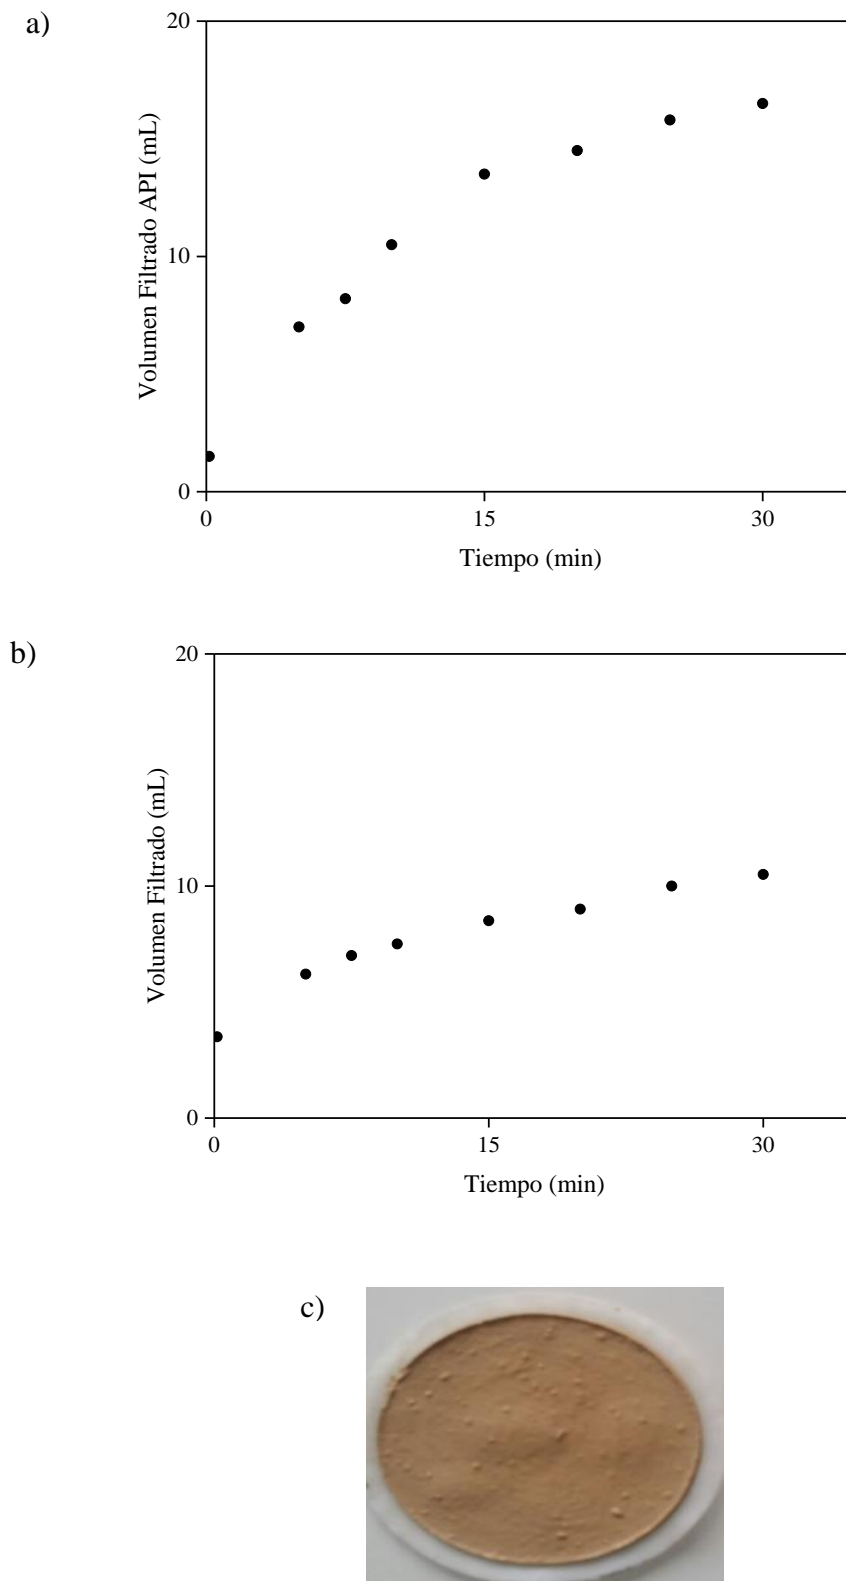 a)
20
10
0
Volumen Filtrado API (mL)
0 15 30
Tiempo (min)
b)
20
10
0
Volumen Filtrado (mL)
0 15 30
Tiempo (min)
c)